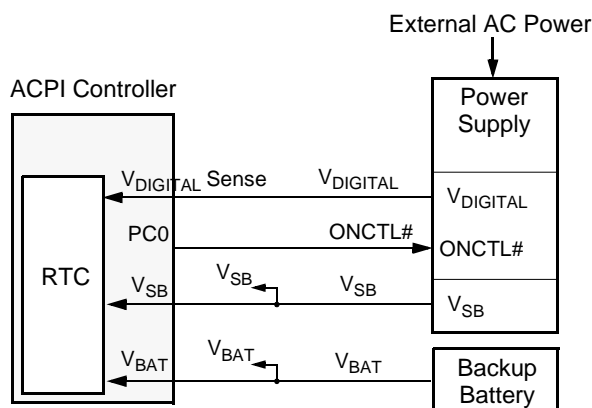 External AC Power
ACPI Controller
Power
Supply
VDIGITAL Sense VDIGITAL
VDIGITAL
PC0 ONCTL#
ONCTL#
RTC
VSB VSB VSB
VSB
VBAT VBAT VBAT
Backup
Battery